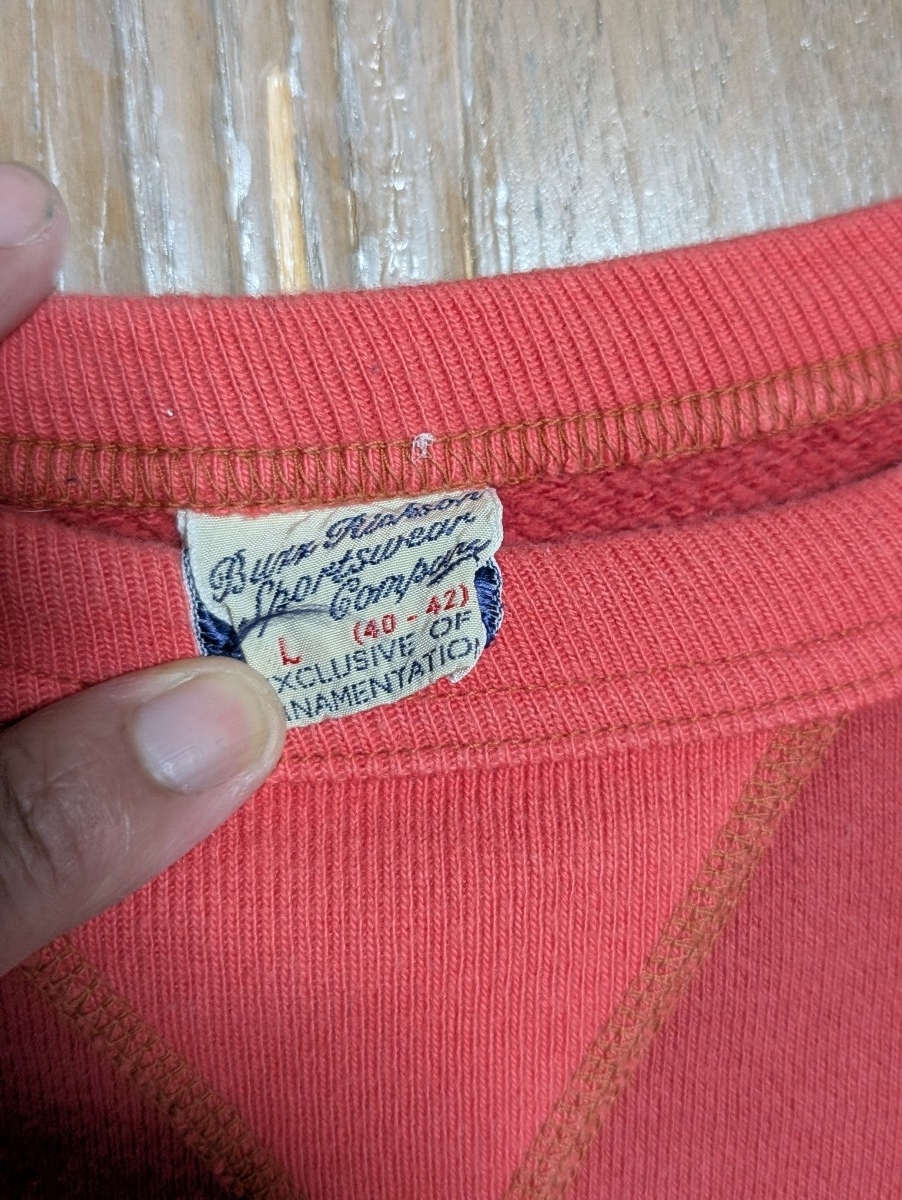 Buzz Rickson
Sportswear
Company
L (40 - 42)
XCLUSIVE OF
NAMENTATIO